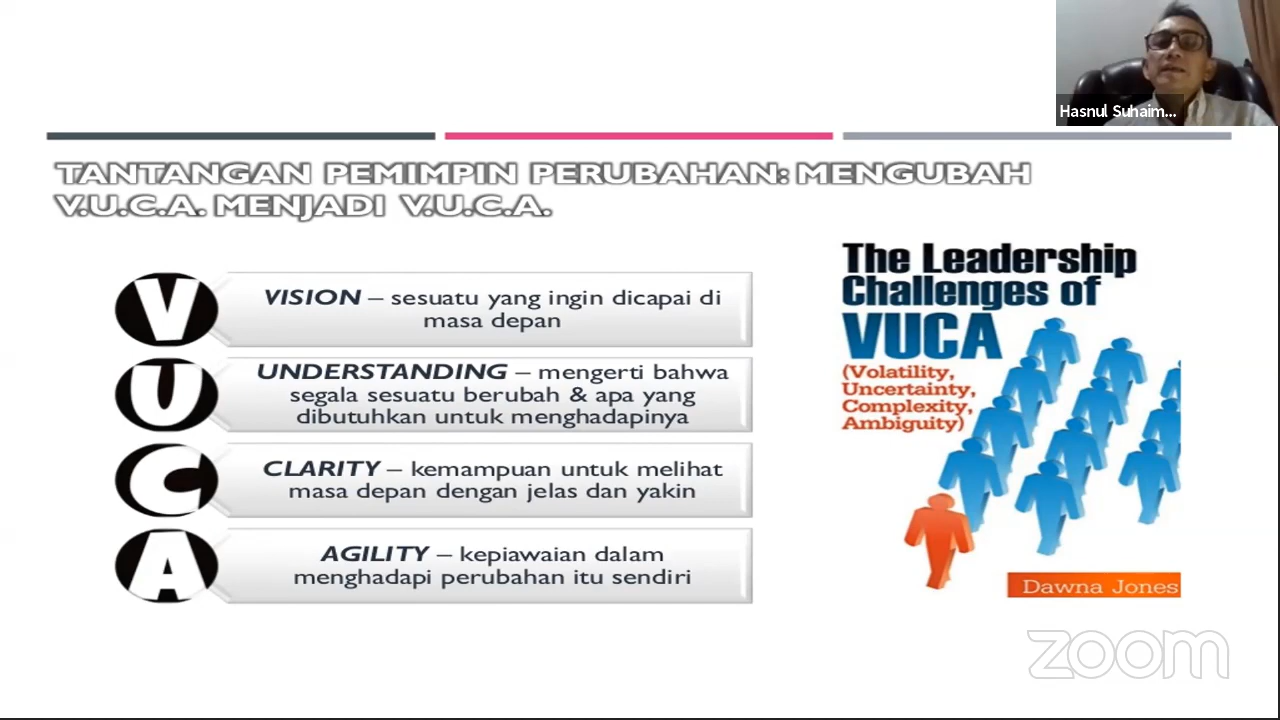 Hasnul Suhaim...
TANTANGAN PEMIMPIN PERUBAHAN: MENGUBAH
V.U.C.A. MENJADI V.U.C.A.
V
VISION – sesuatu yang ingin dicapai di
masa depan
U
UNDERSTANDING – mengerti bahwa
segala sesuatu berubah & apa yang
dibutuhkan untuk menghadapinya
C
CLARITY – kemampuan untuk melihat
masa depan dengan jelas dan yakin
A
AGILITY – kepiawaian dalam
menghadapi perubahan itu sendiri
The Leadership
Challenges of
VUCA
(Volatility,
Uncertainty,
Complexity,
Ambiguity)
Dawna Jones
zoom